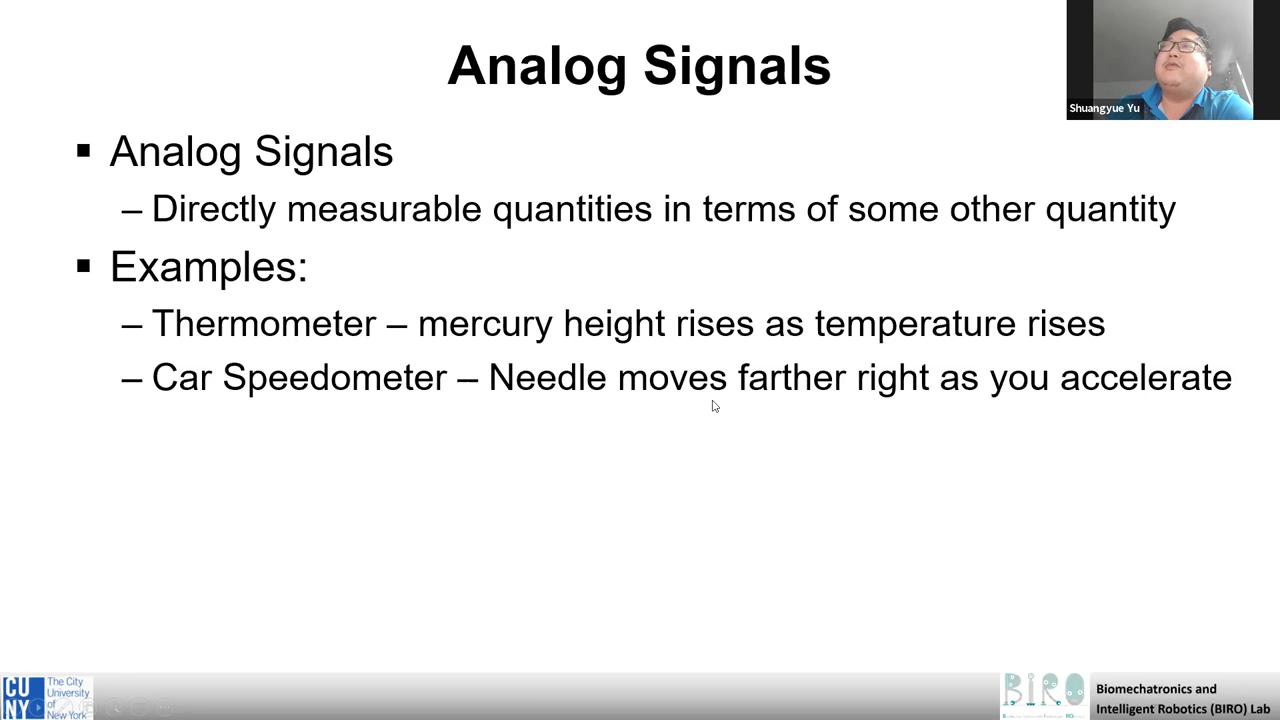 Analog Signals
Shuangyue Yu
▪ Analog Signals
– Directly measurable quantities in terms of some other quantity
▪ Examples:
– Thermometer – mercury height rises as temperature rises
– Car Speedometer – Needle moves farther right as you accelerate
CU
NY
The City
University
of
New York
BiRO
Biomechatronics and
Intelligent Robotics (BIRO) Lab